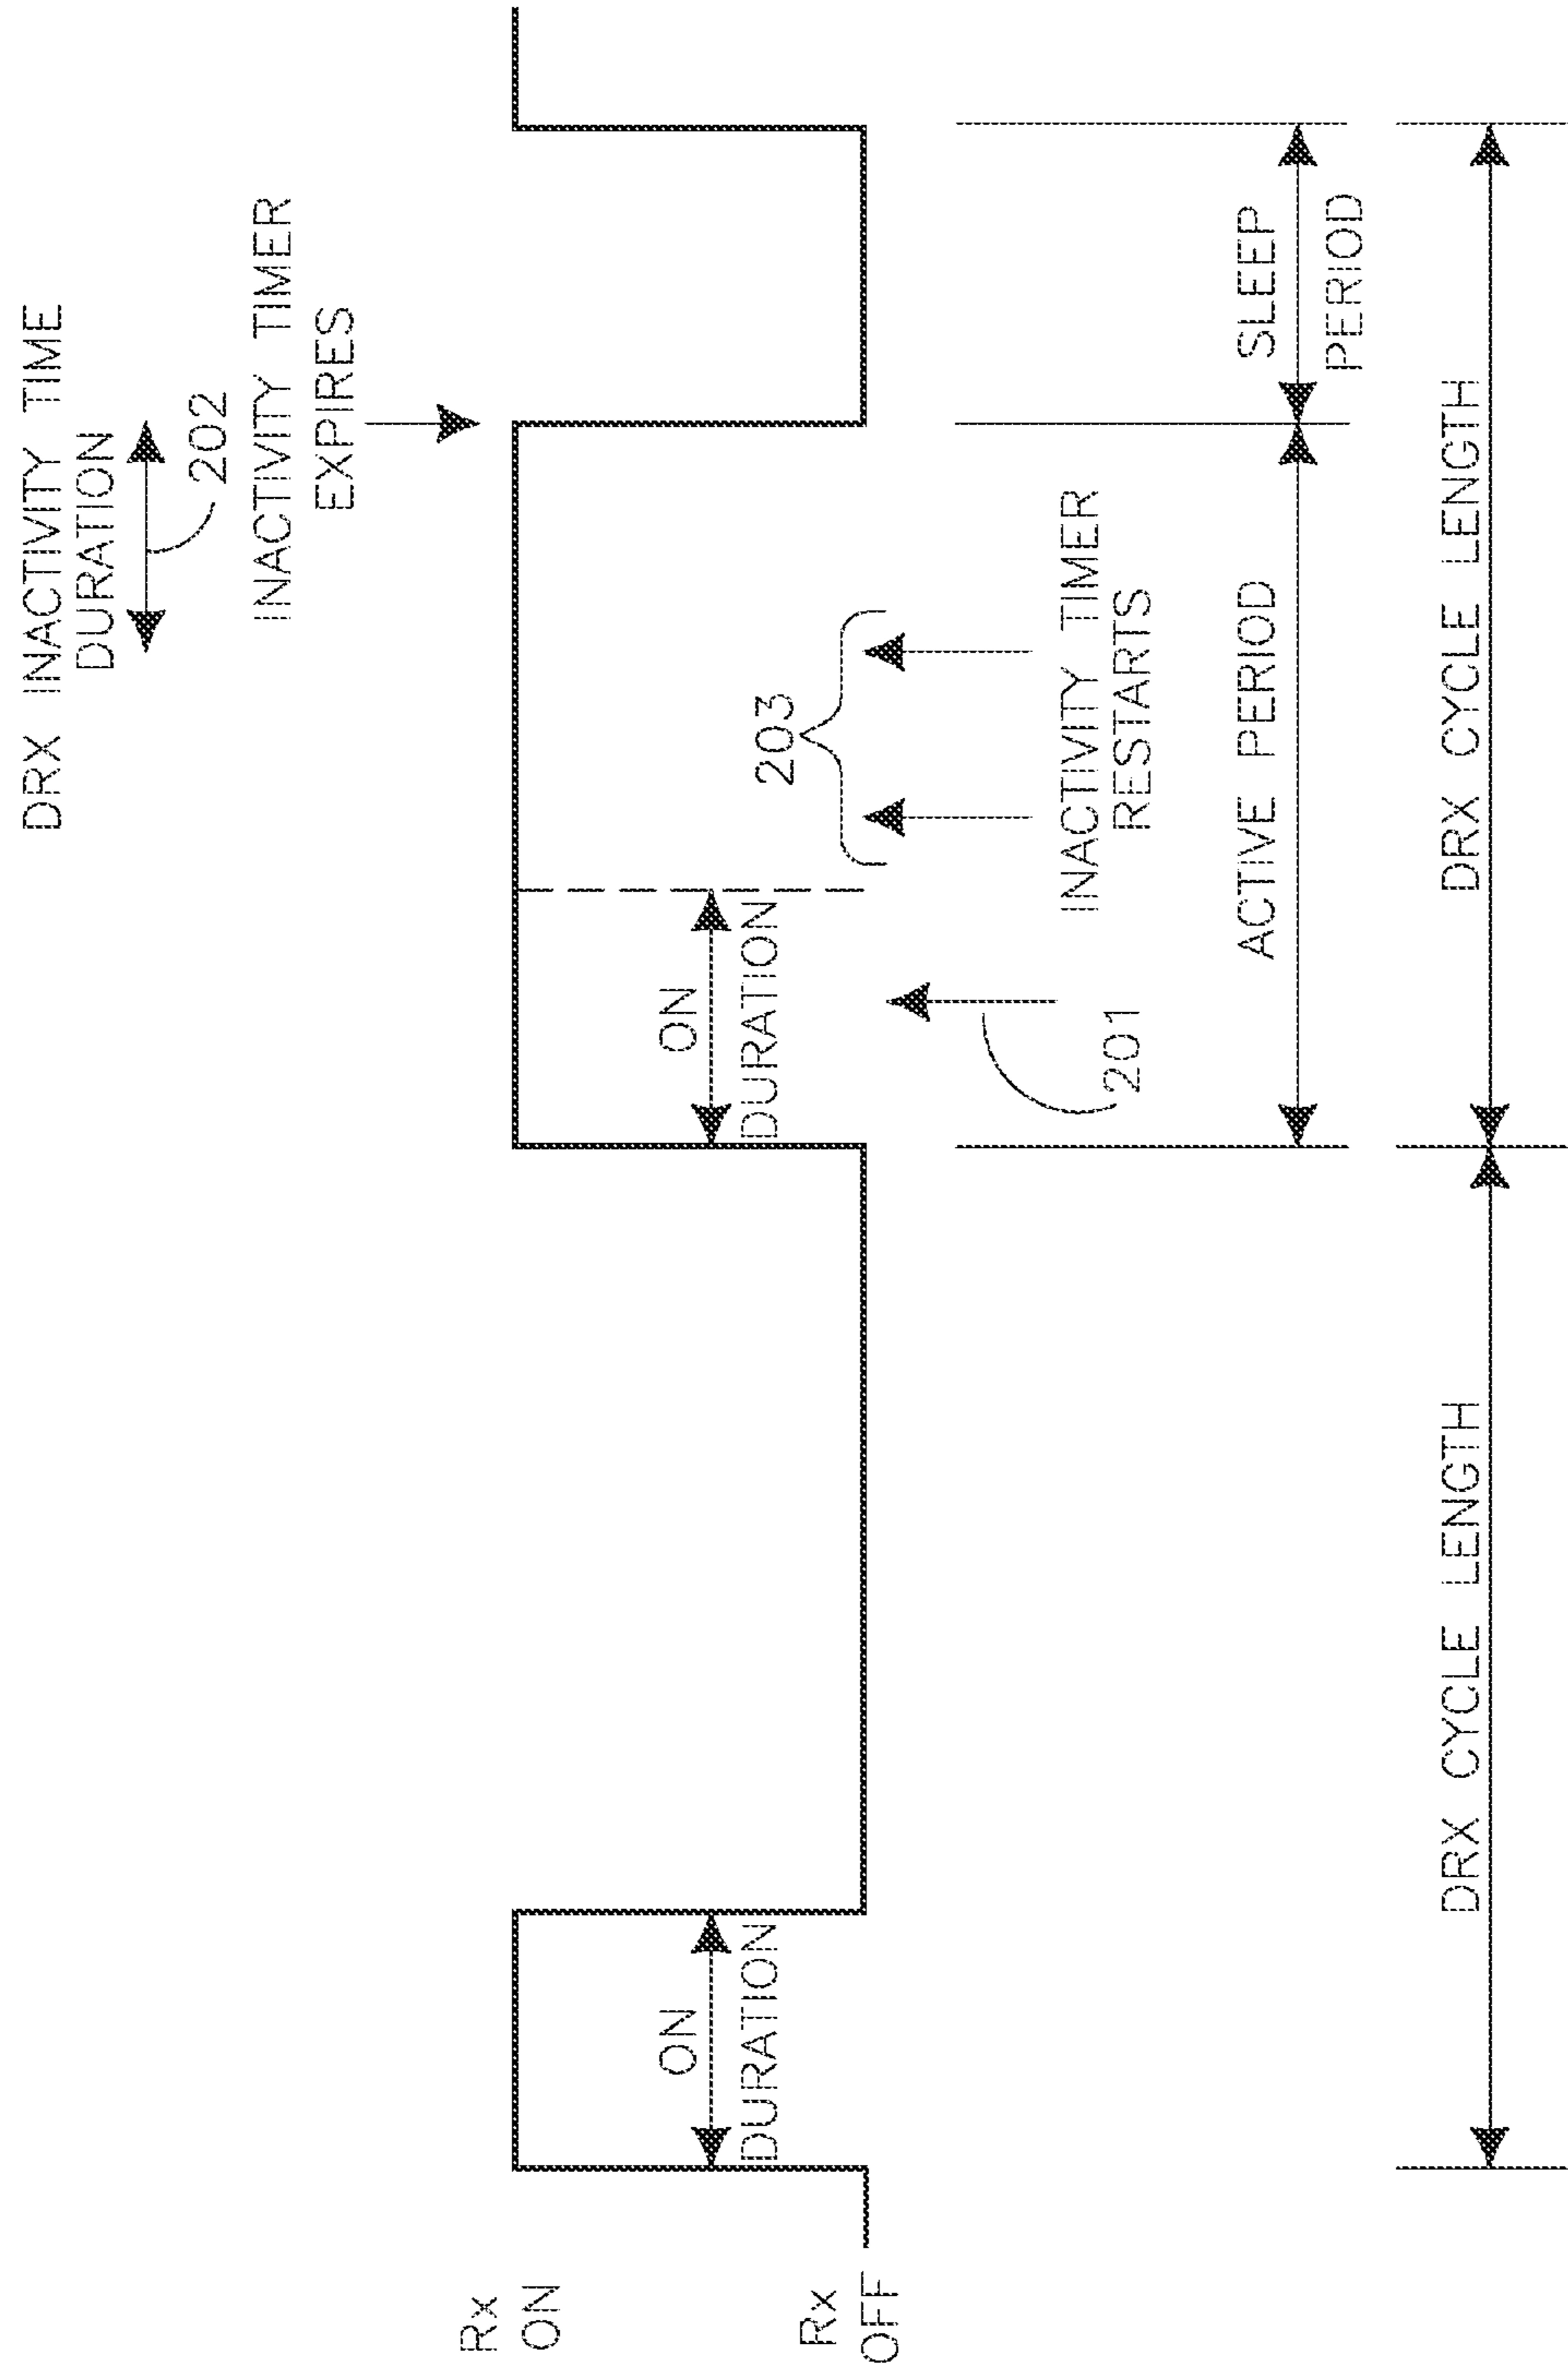 DRX INACTIVITY TIME
DURATION
202
INACTIVITY TIMER
EXPIRES
Rx
ON
ON
DURATION
ON
DURATION
203
Rx
OFF
201
INACTIVITY TIMER
RESTARTS
ACTIVE PERIOD
SLEEP
PERIOD
DRX CYCLE LENGTH
DRX CYCLE LENGTH